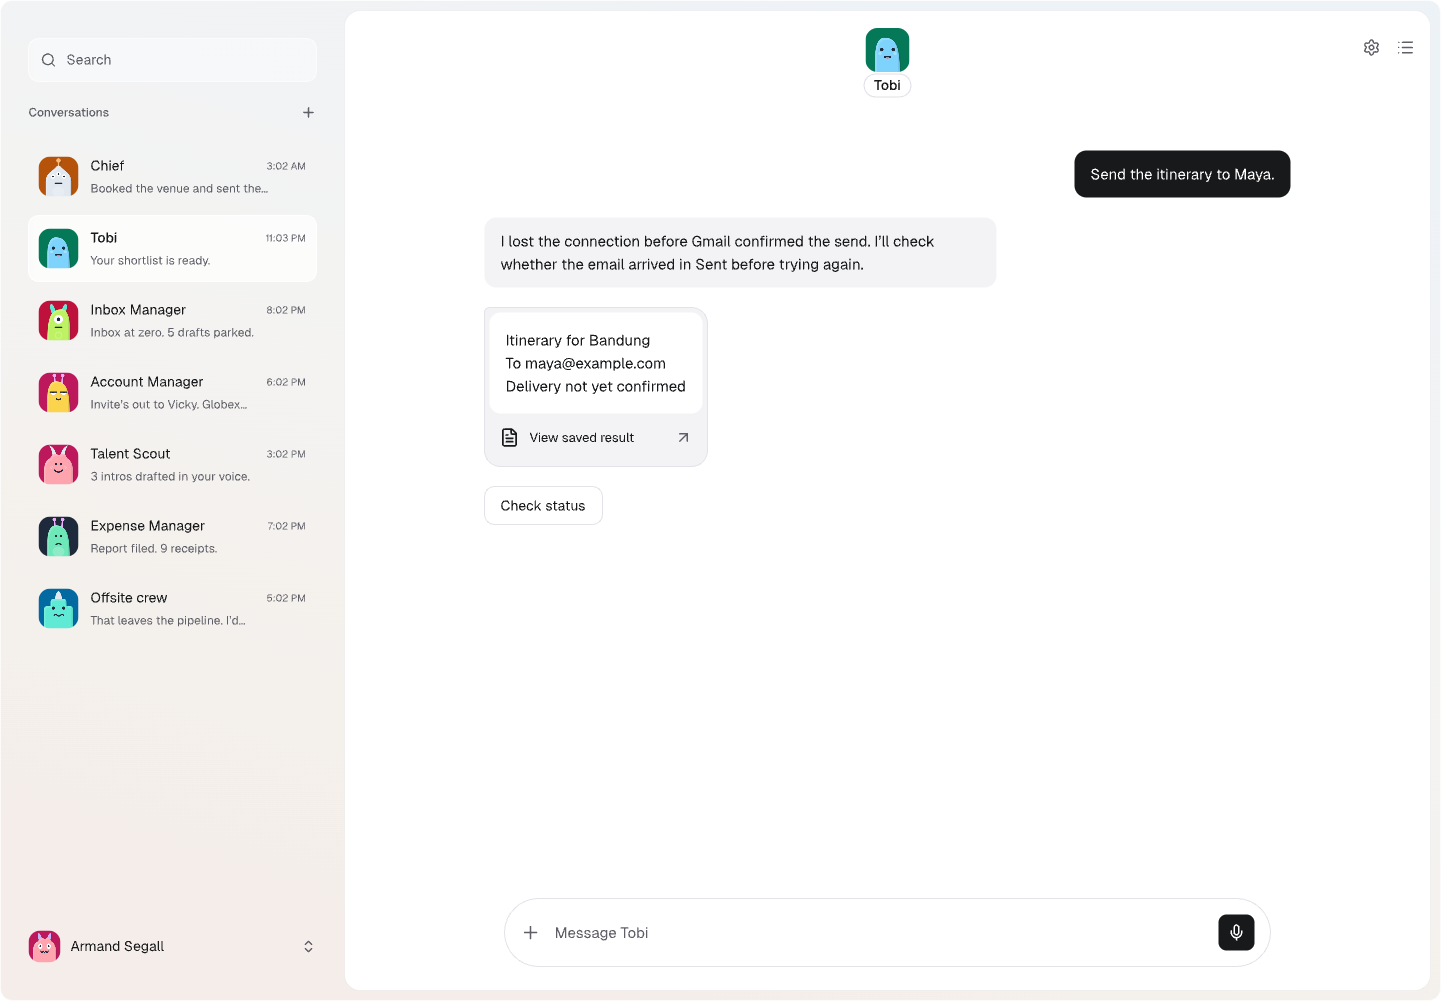 Search
Conversations
Chief
3:02 AM
Booked the venue and sent the...
Tobi
11:03 PM
Your shortlist is ready.
Inbox Manager
8:02 PM
Inbox at zero. 5 drafts parked.
Account Manager
6:02 PM
Invite's out to Vicky. Globex...
Talent Scout
3:02 PM
3 intros drafted in your voice.
Expense Manager
7:02 PM
Report filed. 9 receipts.
Offsite crew
5:02 PM
That leaves the pipeline. I'd...
Armand Segall
Tobi
Send the itinerary to Maya.
I lost the connection before Gmail confirmed the send. I’ll check
whether the email arrived in Sent before trying again.
Itinerary for Bandung
To maya@example.com
Delivery not yet confirmed
View saved result
Check status
Message Tobi